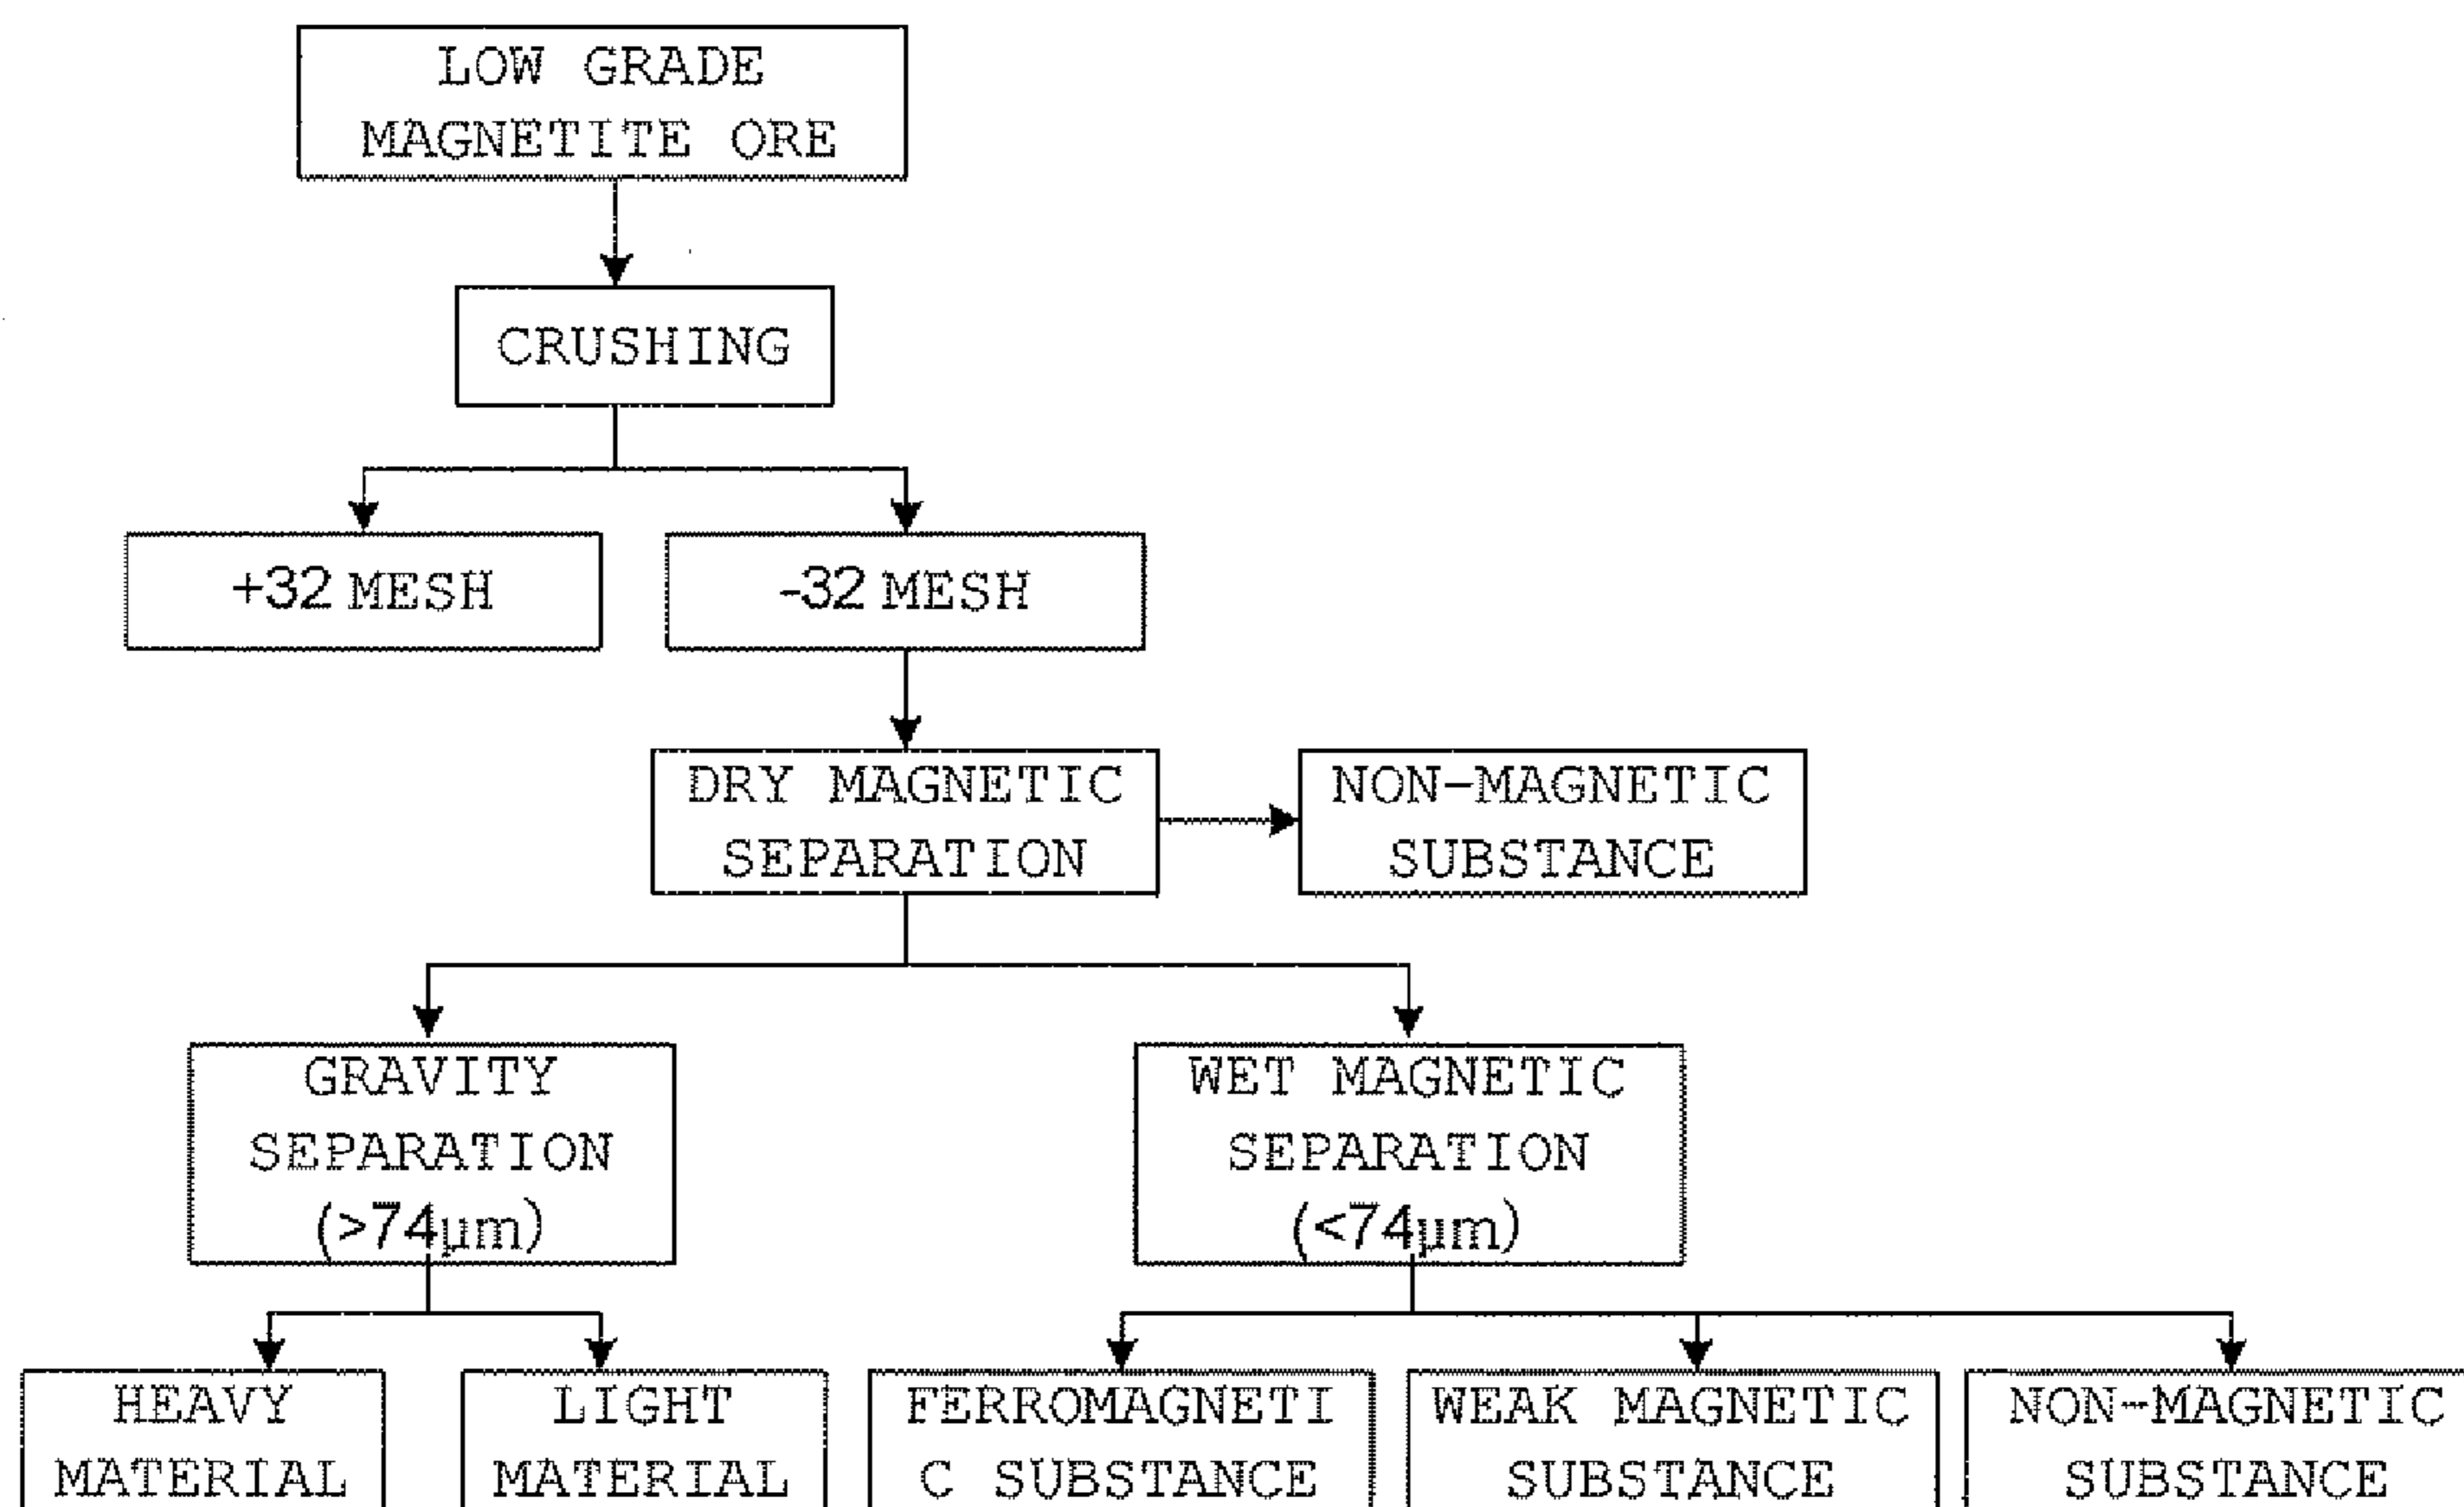 LOW GRADE
MAGNETITE ORE
CRUSHING
+32 MESH
-32 MESH
DRY MAGNETIC
SEPARATION
NON-MAGNETIC
SUBSTANCE
GRAVITY
SEPARATION
(>74μm)
WET MAGNETIC
SEPARATION
(<74μm)
HEAVY
MATERIAL
LIGHT
MATERIAL
FERROMAGNETI
C SUBSTANCE
WEAK MAGNETIC
SUBSTANCE
NON-MAGNETIC
SUBSTANCE